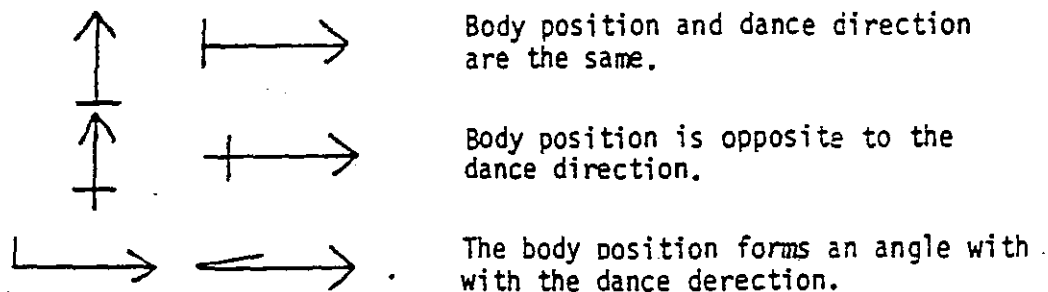 Body position and dance direction
are the same.
Body position is opposite to the
dance direction.
The body position forms an angle with
with the dance derection.